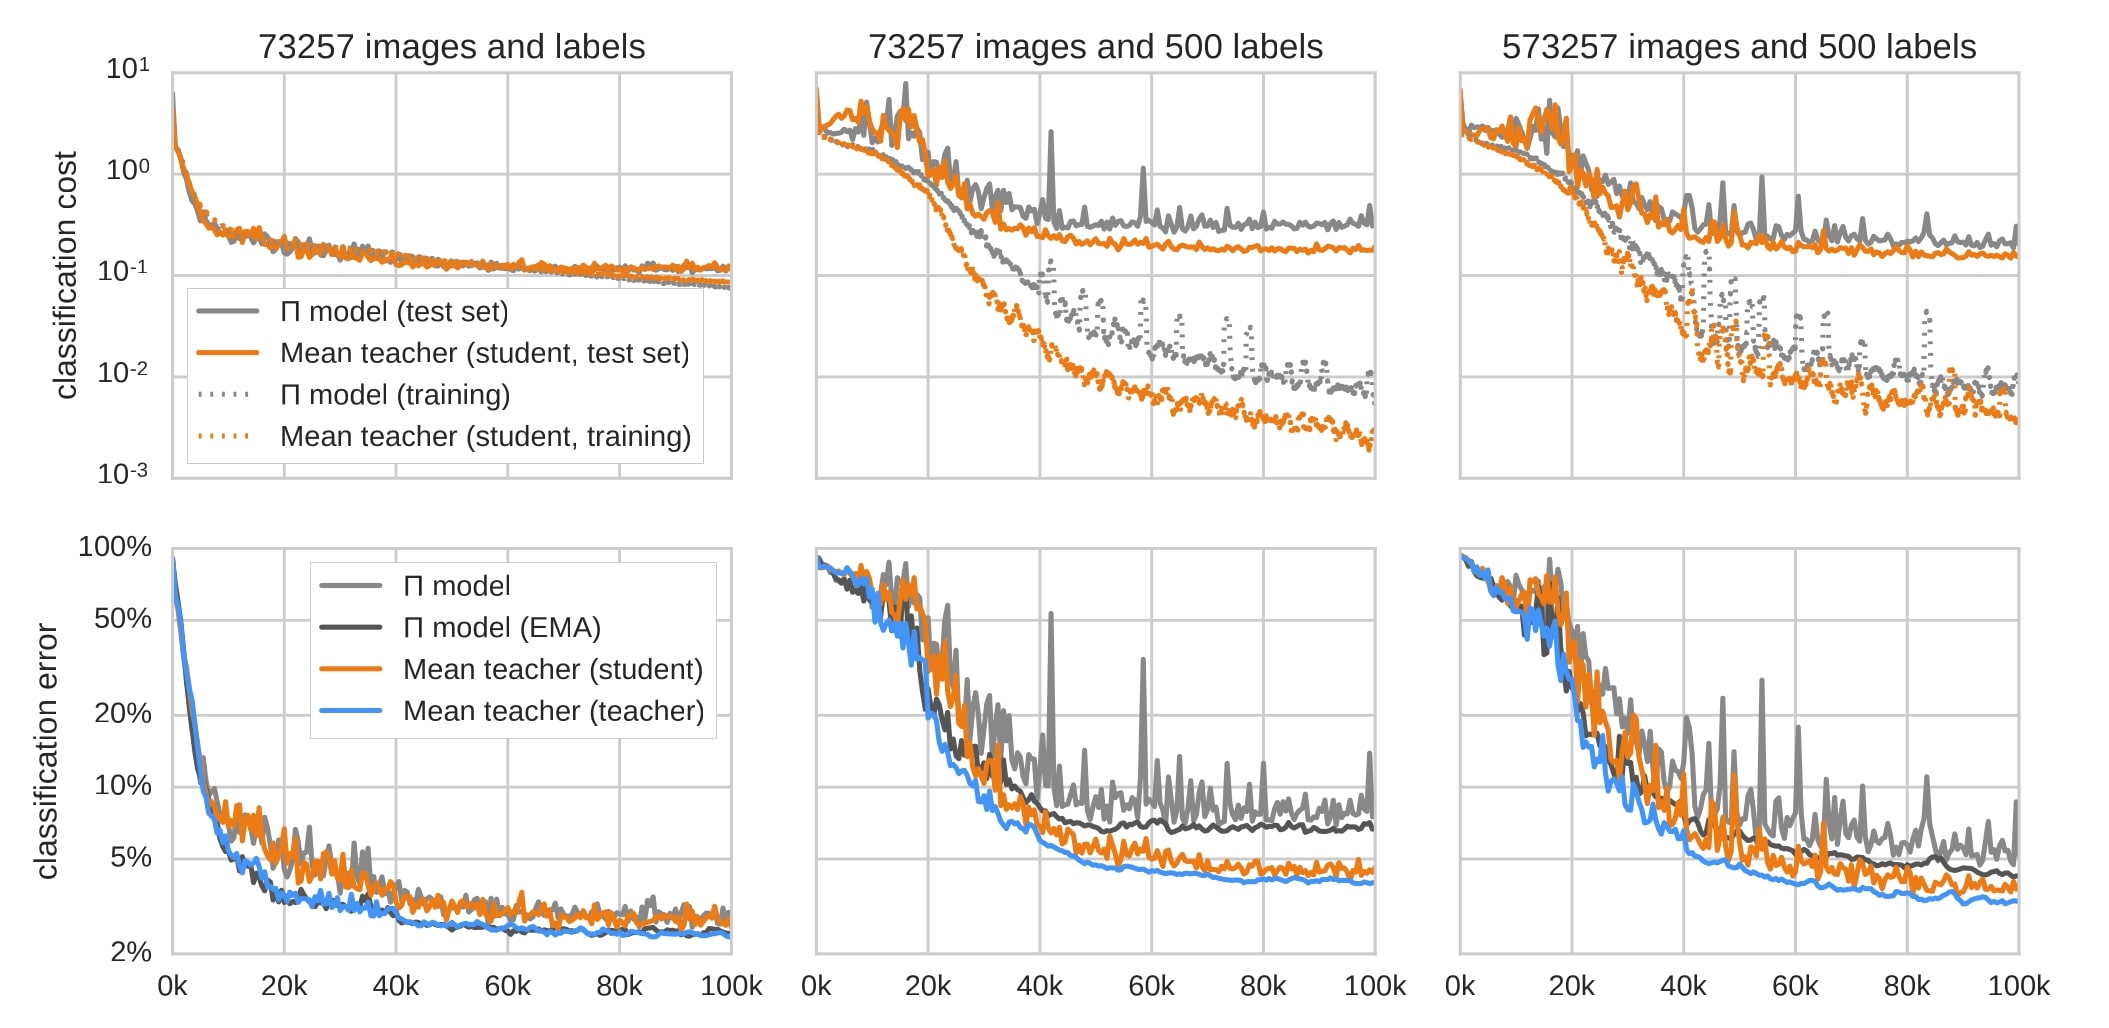 73257 images and labels
73257 images and 500 labels
573257 images and 500 labels
classification cost
10¹
10⁰
10⁻¹
10⁻²
10⁻³
Π model (test set)
Mean teacher (student, test set)
Π model (training)
Mean teacher (student, training)
classification error
100%
50%
20%
10%
5%
2%
Π model
Π model (EMA)
Mean teacher (student)
Mean teacher (teacher)
0k 20k 40k 60k 80k 100k
0k 20k 40k 60k 80k 100k
0k 20k 40k 60k 80k 100k